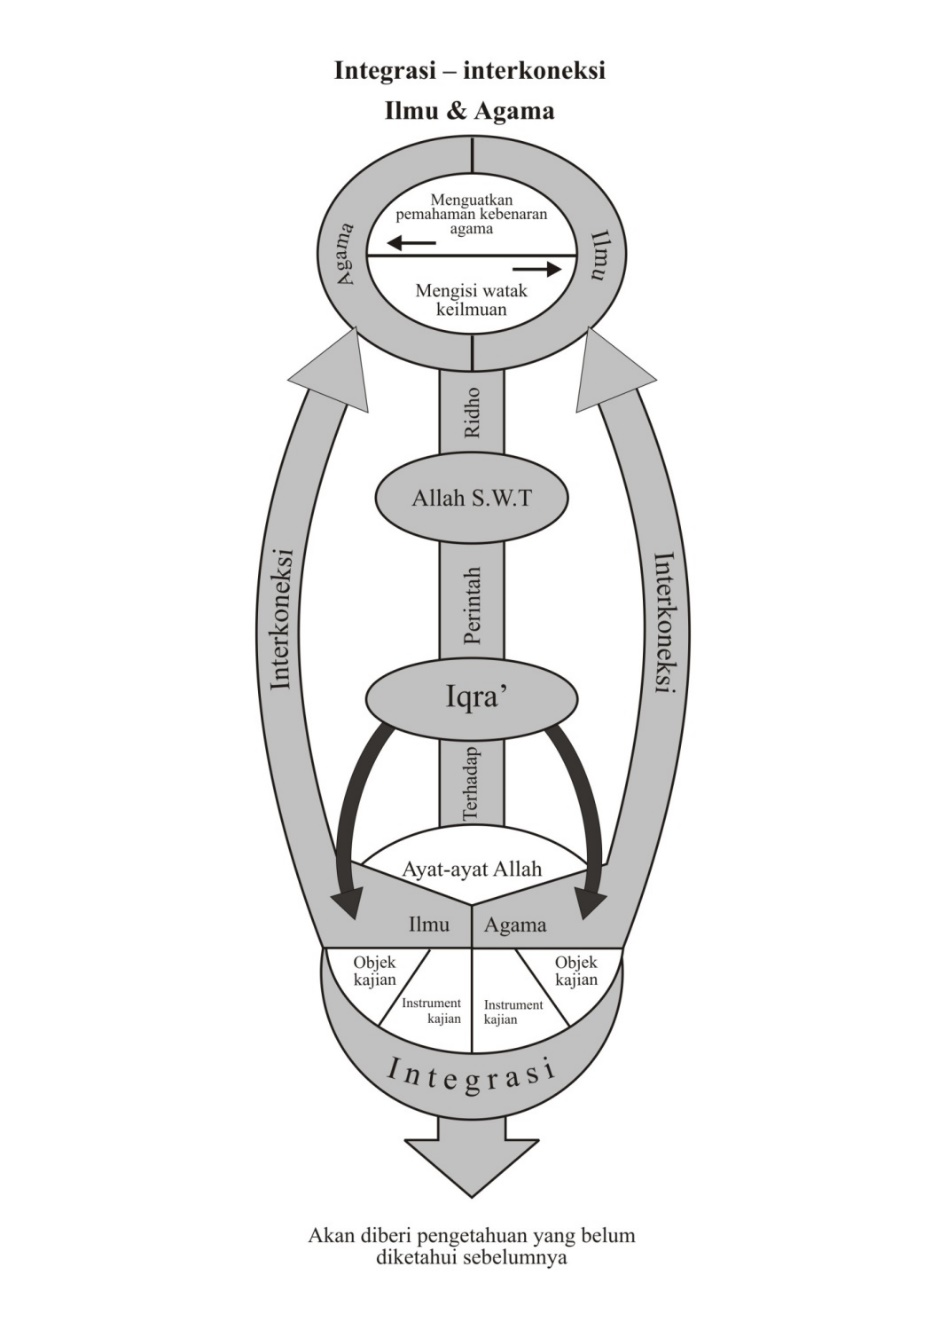 Integrasi – interkoneksi
Ilmu & Agama
Menguatkan
pemahaman kebenaran
agama
Agama
Ilmu
Mengisi watak
keilmuan
Ridho
Allah S.W.T
Perintah
Interkoneksi
Interkoneksi
Iqra’
Terhadap
Ayat-ayat Allah
Ilmu
Agama
Objek
kajian
Instrument
kajian
Instrument
kajian
Objek
kajian
Integrasi
Akan diberi pengetahuan yang belum
diketahui sebelumnya